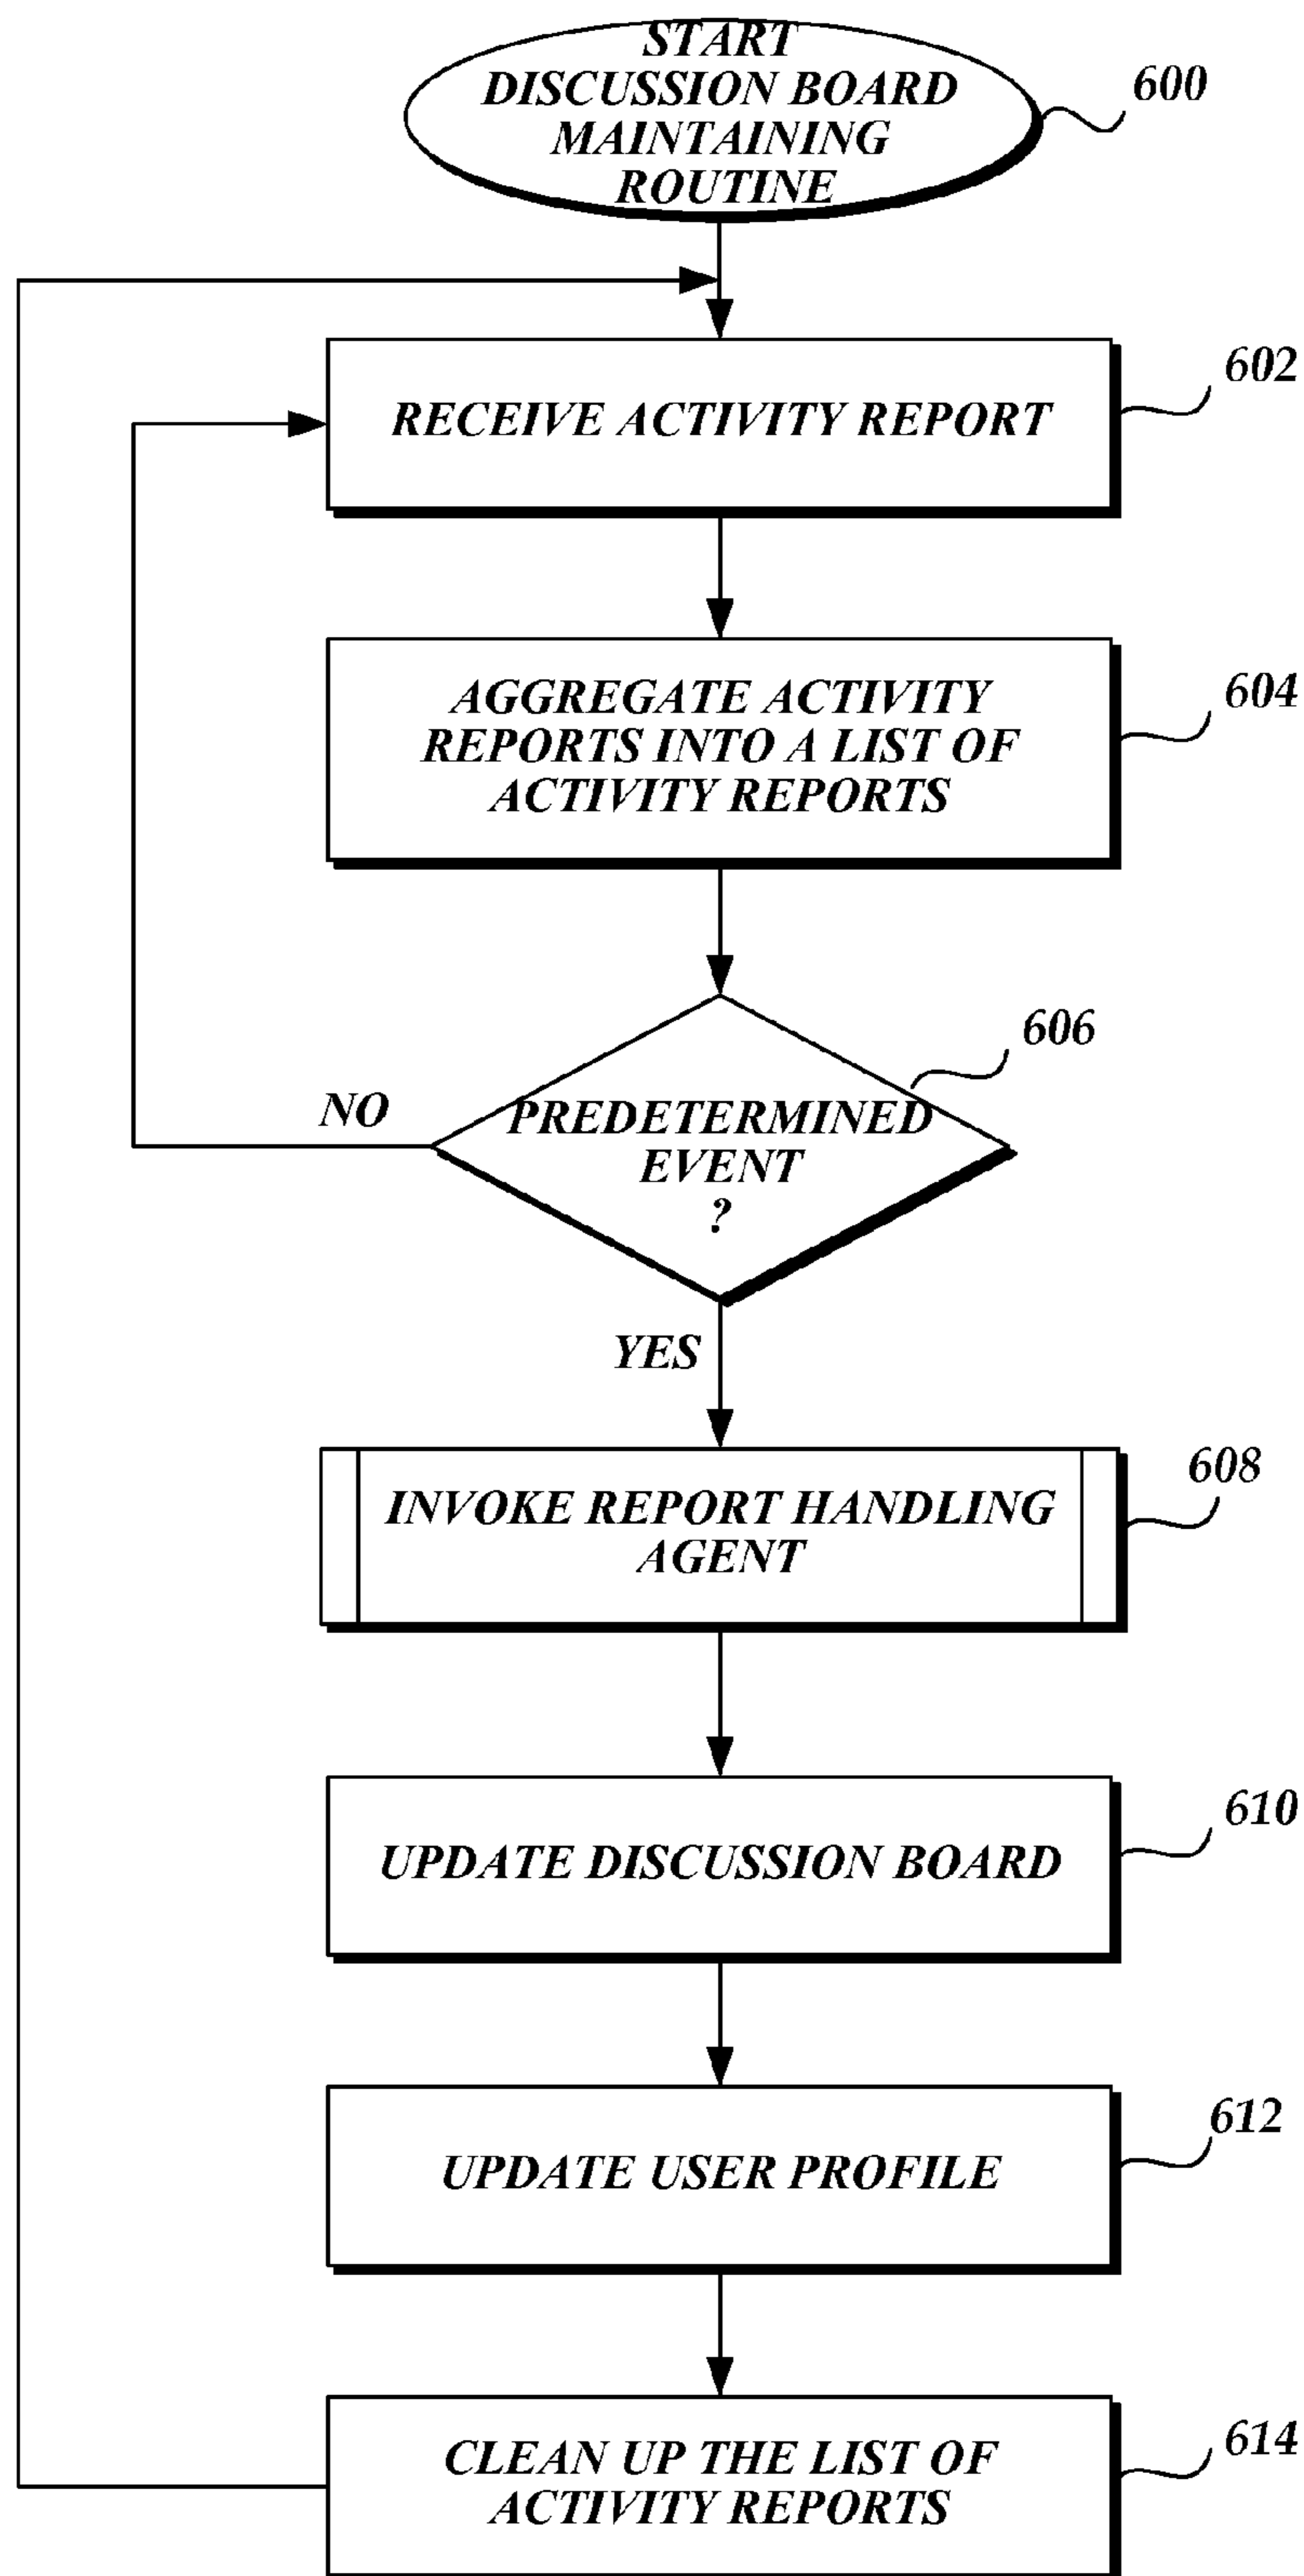 START
DISCUSSION BOARD
MAINTAINING
ROUTINE
600
RECEIVE ACTIVITY REPORT
602
AGGREGATE ACTIVITY
REPORTS INTO A LIST OF
ACTIVITY REPORTS
604
PREDETERMINED
EVENT
?
606
NO
YES
INVOKE REPORT HANDLING
AGENT
608
UPDATE DISCUSSION BOARD
610
UPDATE USER PROFILE
612
CLEAN UP THE LIST OF
ACTIVITY REPORTS
614